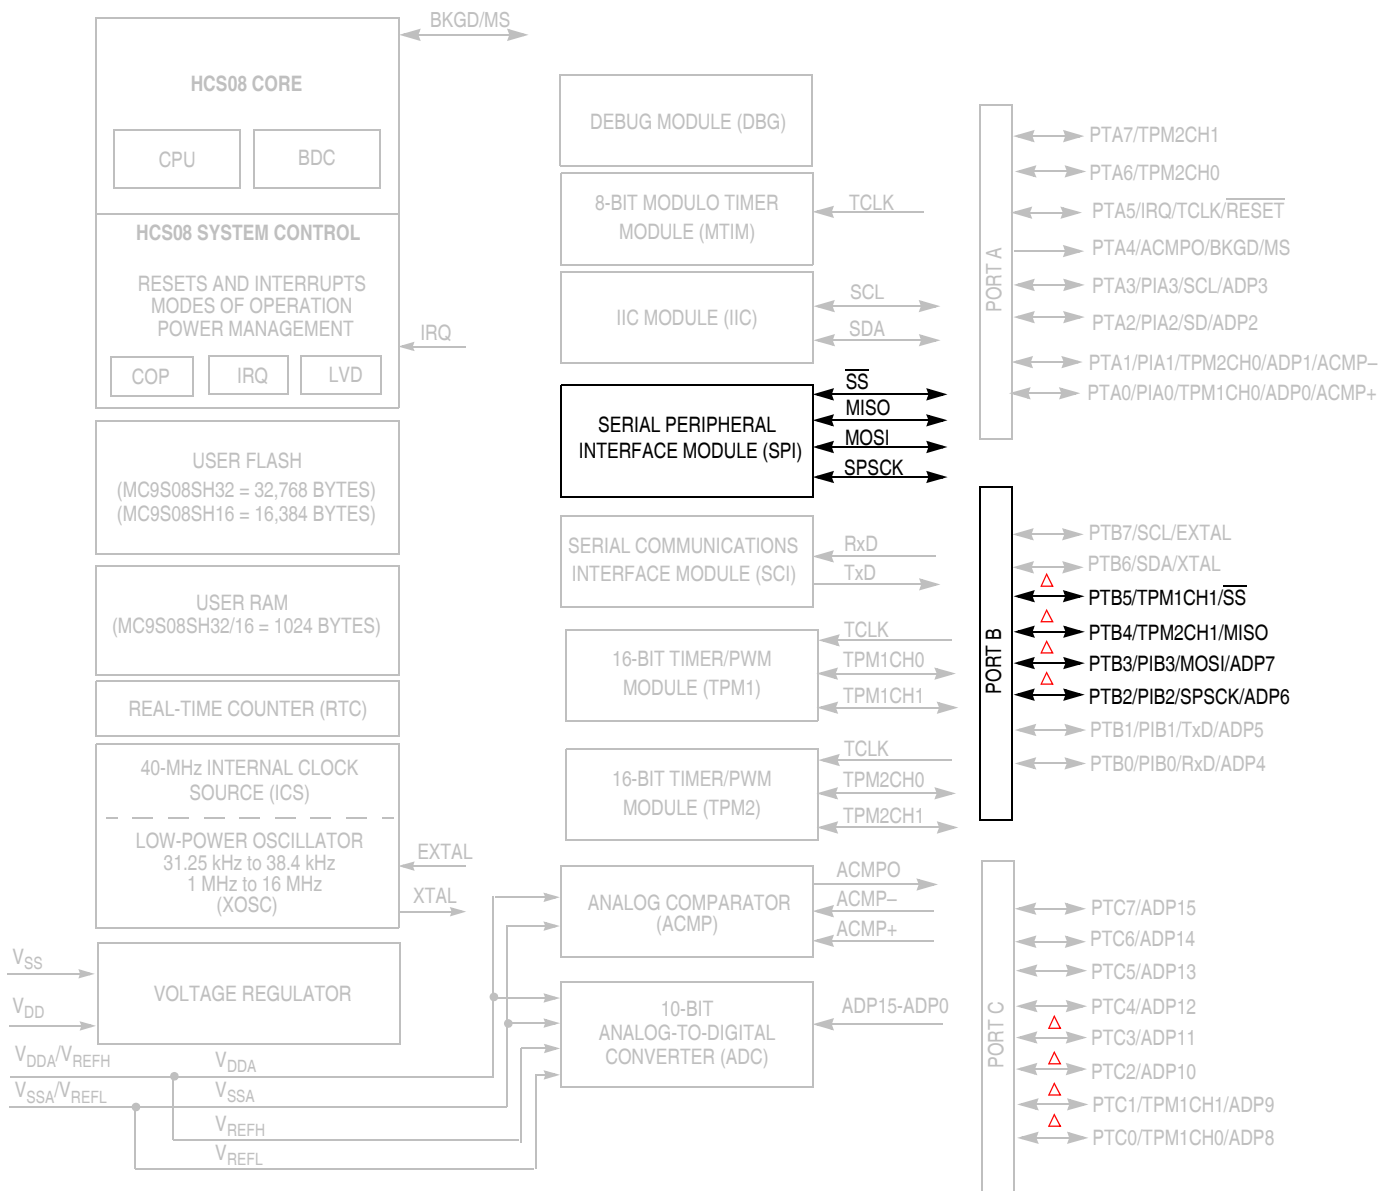 BKGD/MS
HCS08 CORE
CPU
BDC
HCS08 SYSTEM CONTROL
RESETS AND INTERRUPTS
MODES OF OPERATION
POWER MANAGEMENT
IRQ
COP
IRQ
LVD
USER FLASH
(MC9S08SH32 = 32,768 BYTES)
(MC9S08SH16 = 16,384 BYTES)
USER RAM
(MC9S08SH32/16 = 1024 BYTES)
REAL-TIME COUNTER (RTC)
40-MHz INTERNAL CLOCK
SOURCE (ICS)
LOW-POWER OSCILLATOR
31.25 kHz to 38.4 kHz
1 MHz to 16 MHz
(XOSC)
EXTAL
XTAL
VSS
VDD
VOLTAGE REGULATOR
VDDA/VREFH
VSSA/VREFL
VDDA
VSSA
VREFH
VREFL
DEBUG MODULE (DBG)
8-BIT MODULO TIMER
MODULE (MTIM)
TCLK
IIC MODULE (IIC)
SCL
SDA
SERIAL PERIPHERAL
INTERFACE MODULE (SPI)
SS
MISO
MOSI
SPSCK
SERIAL COMMUNICATIONS
INTERFACE MODULE (SCI)
RxD
TxD
16-BIT TIMER/PWM
MODULE (TPM1)
TCLK
TPM1CH0
TPM1CH1
16-BIT TIMER/PWM
MODULE (TPM2)
TCLK
TPM2CH0
TPM2CH1
ANALOG COMPARATOR
(ACMP)
ACMPO
ACMP–
ACMP+
10-BIT
ANALOG-TO-DIGITAL
CONVERTER (ADC)
ADP15-ADP0
PORT A
PTA7/TPM2CH1
PTA6/TPM2CH0
PTA5/IRQ/TCLK/RESET
PTA4/ACMPO/BKGD/MS
PTA3/PIA3/SCL/ADP3
PTA2/PIA2/SD/ADP2
PTA1/PIA1/TPM2CH0/ADP1/ACMP–
PTA0/PIA0/TPM1CH0/ADP0/ACMP+
PORT B
PTB7/SCL/EXTAL
PTB6/SDA/XTAL
PTB5/TPM1CH1/SS
PTB4/TPM2CH1/MISO
PTB3/PIB3/MOSI/ADP7
PTB2/PIB2/SPSCK/ADP6
PTB1/PIB1/TxD/ADP5
PTB0/PIB0/RxD/ADP4
PORT C
PTC7/ADP15
PTC6/ADP14
PTC5/ADP13
PTC4/ADP12
PTC3/ADP11
PTC2/ADP10
PTC1/TPM1CH1/ADP9
PTC0/TPM1CH0/ADP8